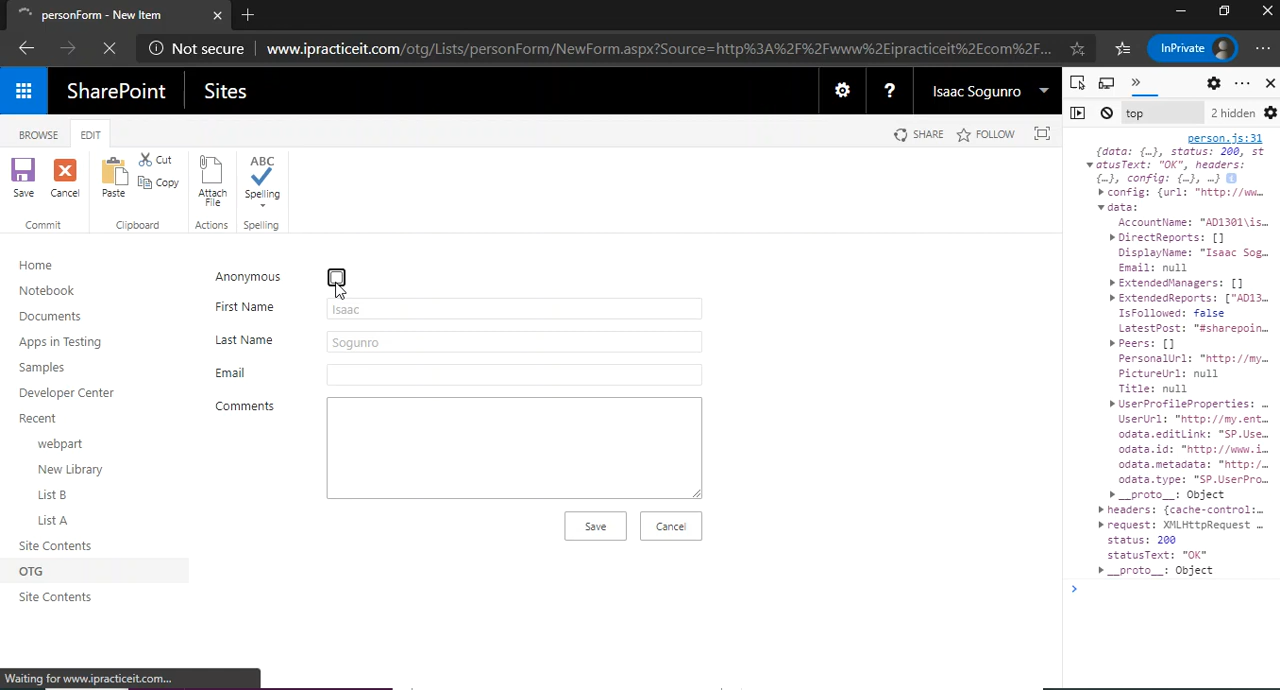 personForm - New Item
Not secure
www.ipracticeit.com/otg/Lists/personForm/NewForm.aspx?Source=http%3A%2F%2Fwww%2Eipracticeit%2Ecom%2F...
InPrivate
SharePoint
Sites
?
Isaac Sogunro
top
2 hidden
BROWSE
EDIT
SHARE
FOLLOW
Save
Cancel
Paste
Cut
Copy
Attach File
ABC
Spelling
Commit
Clipboard
Actions
Spelling
Home
Notebook
Documents
Apps in Testing
Samples
Developer Center
Recent
webpart
New Library
List B
List A
Site Contents
OTG
Site Contents
Anonymous
First Name
Isaac
Last Name
Sogunro
Email
Comments
Save
Cancel
person.js:31
{data: {…}, status: 200, st
atusText: "OK", headers:
{…}, config: {…}, …}
config: {url: "http://ww…
data:
AccountName: "AD1301\is…
DirectReports: []
DisplayName: "Isaac Sog…
Email: null
ExtendedManagers: []
ExtendedReports: ["AD13…
IsFollowed: false
LatestPost: "#sharepoin…
Peers: []
PersonalUrl: "http://my…
PictureUrl: null
Title: null
UserProfileProperties: …
UserUrl: "http://my.ent…
odata.editLink: "SP.Use…
odata.id: "http://www.i…
odata.metadata: "http:/…
odata.type: "SP.UserPro…
__proto__: Object
headers: {cache-control:…
request: XMLHttpRequest …
status: 200
statusText: "OK"
__proto__: Object
Waiting for www.ipracticeit.com...